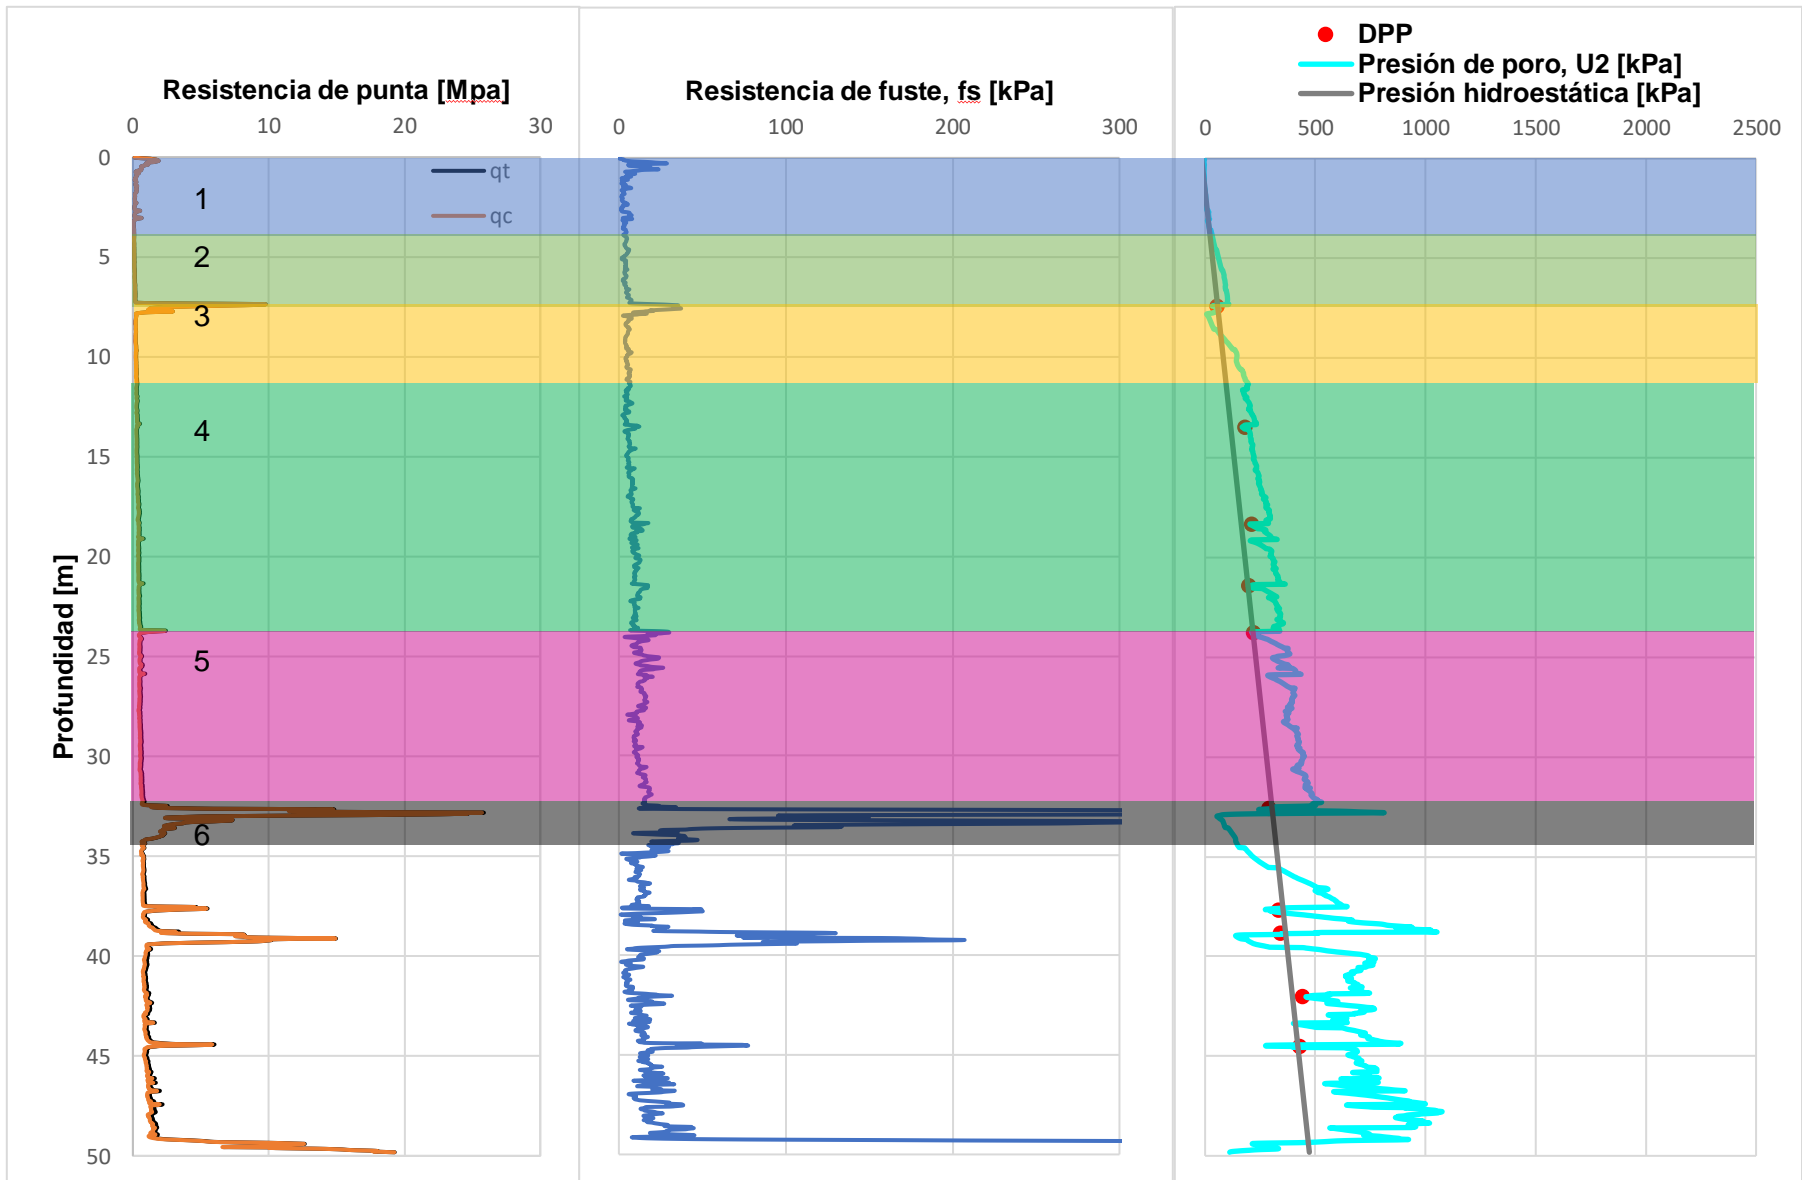 DPP
Presión de poro, U2 [kPa]
Presión hidroestática [kPa]
Resistencia de punta [Mpa]
Resistencia de fuste, fs [kPa]
0 10 20 30
0 100 200 300
0 500 1000 1500 2000 2500
qt
qc
0
5
10
15
20
25
30
35
40
45
50
Profundidad [m]
1
2
3
4
5
6